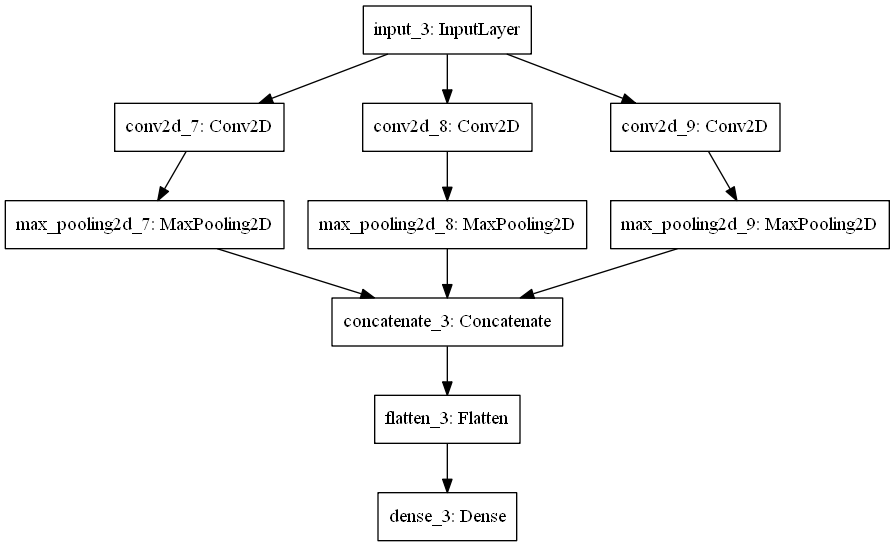 input_3: InputLayer
conv2d_7: Conv2D
conv2d_8: Conv2D
conv2d_9: Conv2D
max_pooling2d_7: MaxPooling2D
max_pooling2d_8: MaxPooling2D
max_pooling2d_9: MaxPooling2D
concatenate_3: Concatenate
flatten_3: Flatten
dense_3: Dense